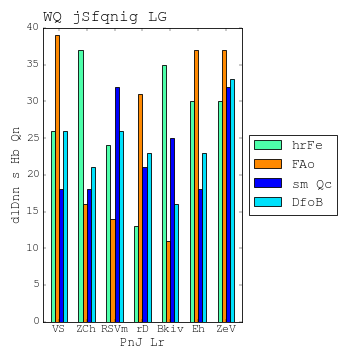 WQ jSfqnig LG
dlDnn s Hb Qn
40
35
30
25
20
15
10
5
0
VS ZCh RSVm rD Bkiv Eh ZeV
PnJ Lr
hrFe
FAo
sm Qc
DfoB